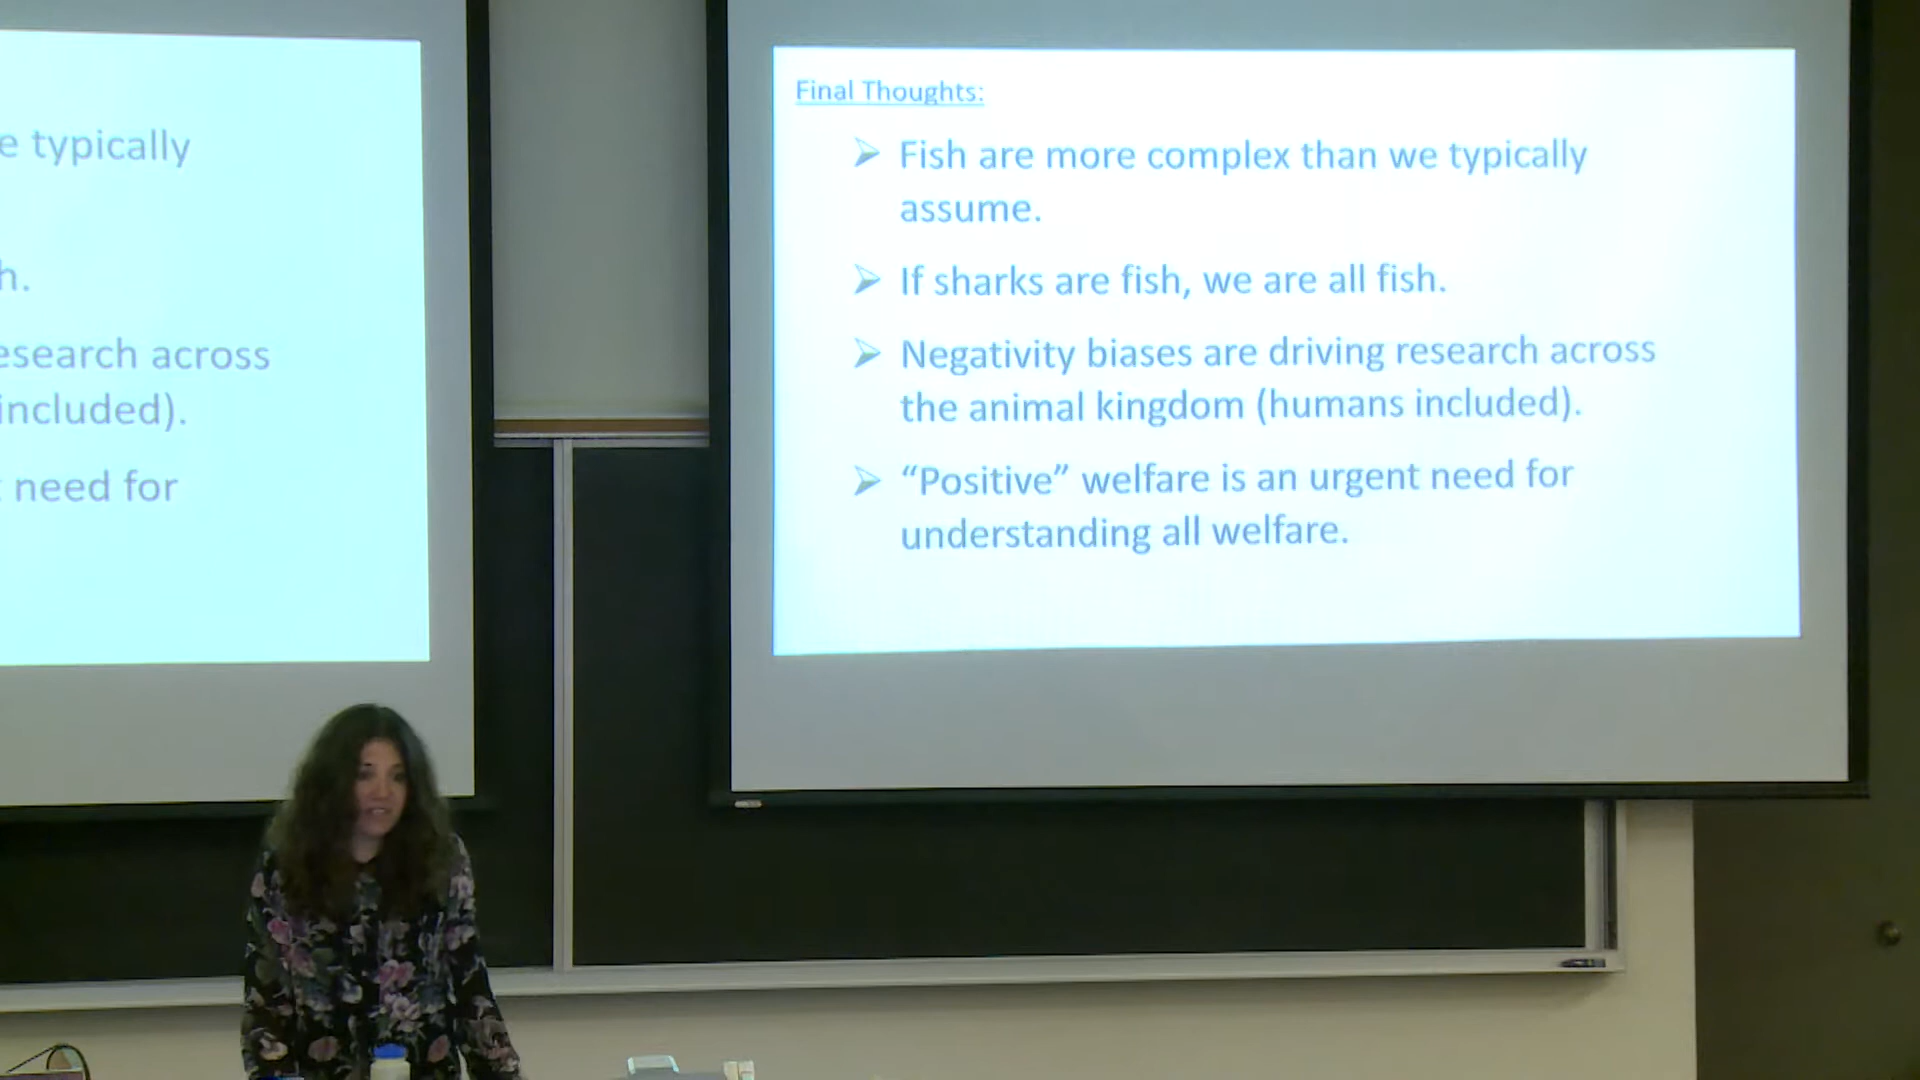 e typically
h.
esearch across
included).
need for
Final Thoughts:
Fish are more complex than we typically
assume.
If sharks are fish, we are all fish.
Negativity biases are driving research across
the animal kingdom (humans included).
“Positive” welfare is an urgent need for
understanding all welfare.